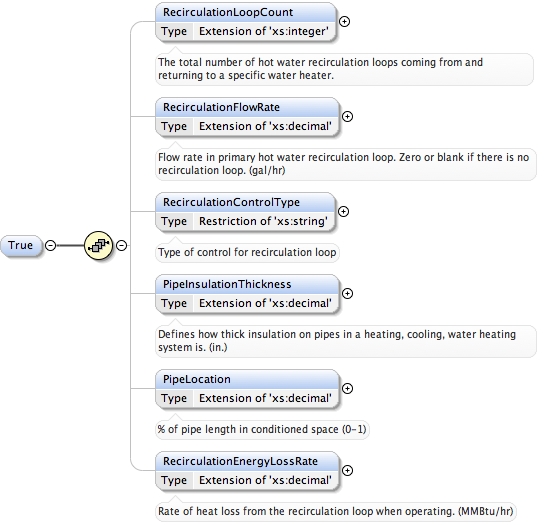 RecirculationLoopCount
Type Extension of 'xs:integer'
The total number of hot water recirculation loops coming from and
returning to a specific water heater.
RecirculationFlowRate
Type Extension of 'xs:decimal'
Flow rate in primary hot water recirculation loop. Zero or blank if there is no
recirculation loop. (gal/hr)
RecirculationControlType
Type Restriction of 'xs:string'
True
Type of control for recirculation loop
PipeInsulationThickness
Type Extension of 'xs:decimal'
Defines how thick insulation on pipes in a heating, cooling, water heating
system is. (in.)
PipeLocation
Type Extension of 'xs:decimal'
% of pipe length in conditioned space (0-1)
RecirculationEnergyLossRate
Type Extension of 'xs:decimal'
Rate of heat loss from the recirculation loop when operating. (MMBtu/hr)